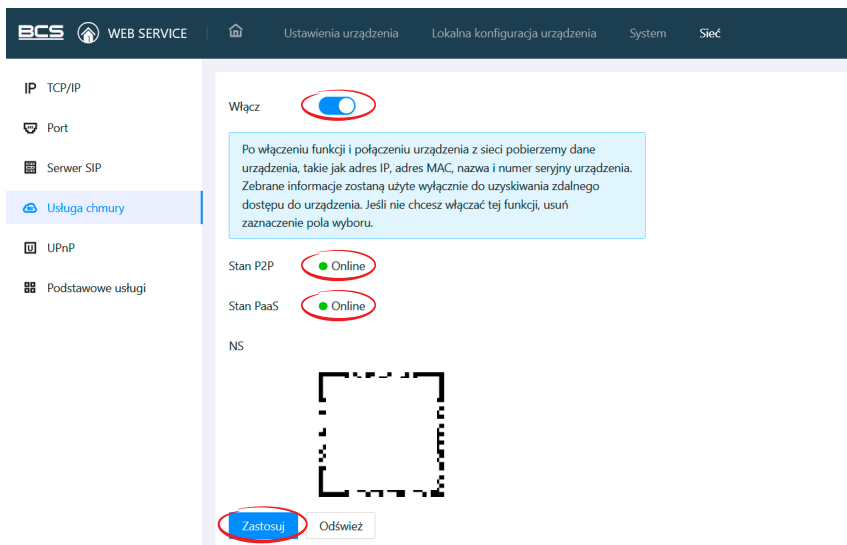 BCS WEB SERVICE
Ustawienia urządzenia
Lokalna konfiguracja urządzenia
System
Sieć
IP TCP/IP
Port
Serwer SIP
Usługa chmury
U UPnP
Podstawowe usługi
Włącz
Po włączeniu funkcji i połączeniu urządzenia z sieci pobierzemy dane
urządzenia, takie jak adres IP, adres MAC, nazwa i numer seryjny urządzenia.
Zebrane informacje zostaną użyte wyłącznie do uzyskiwania zdalnego
dostępu do urządzenia. Jeśli nie chcesz włączać tej funkcji, usuń
zaznaczenie pola wyboru.
Stan P2P Online
Stan PaaS Online
NS
Zastosuj Odśwież